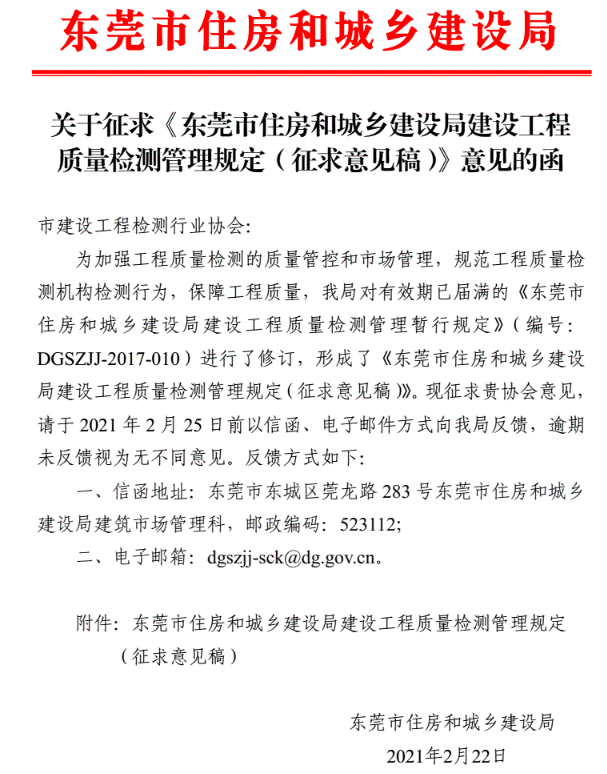 东莞市住房和城乡建设局
关于征求《东莞市住房和城乡建设局建设工程
质量检测管理规定（征求意见稿）》意见的函
市建设工程检测行业协会：
为加强工程质量检测的质量管控和市场管理，规范工程质量检
测机构检测行为，保障工程质量，我局对有效期已届满的《东莞市
住房和城乡建设局建设工程质量检测管理暂行规定》（编号：
DGSZJJ-2017-010）进行了修订，形成了《东莞市住房和城乡建设
局建设工程质量检测管理规定（征求意见稿）》。现征求贵协会意见，
请于 2021 年 2 月 25 日前以信函、电子邮件方式向我局反馈，逾期
未反馈视为无不同意见。反馈方式如下：
一、信函地址：东莞市东城区莞龙路 283 号东莞市住房和城乡
建设局建筑市场管理科，邮政编码：523112;
二、电子邮箱：dgszjj-sck@dg.gov.cn。
附件：东莞市住房和城乡建设局建设工程质量检测管理规定
（征求意见稿）
东莞市住房和城乡建设局
2021年2月22日